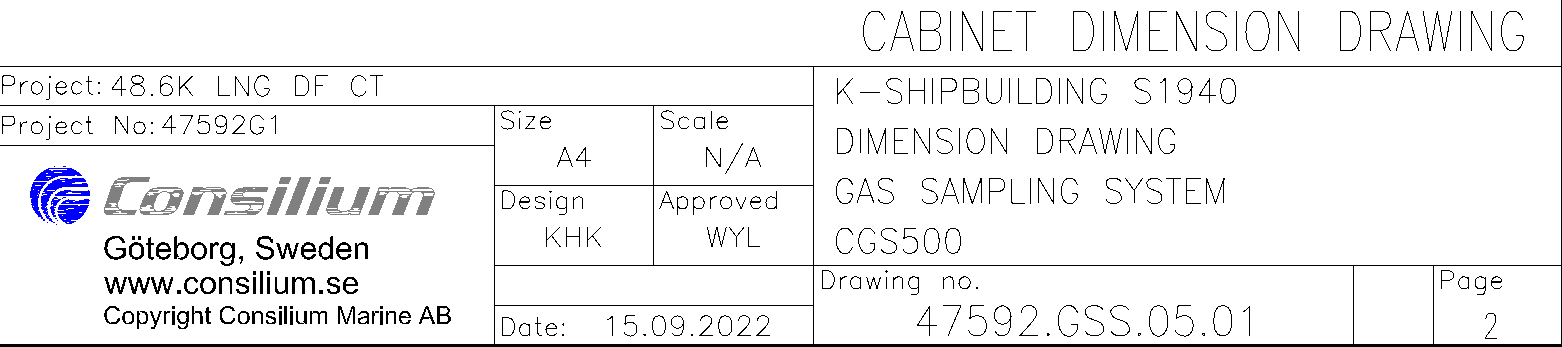 CABINET DIMENSION DRAWING
Project: 48.6K LNG DF CT
Project No: 47592G1
Consilium
Göteborg, Sweden
www.consilium.se
Copyright Consilium Marine AB
Size
A4
Scale
N/A
Design
KHK
Approved
WYL
Date: 15.09.2022
K-SHIPBUILDING S1940
DIMENSION DRAWING
GAS SAMPLING SYSTEM
CGS500
Drawing no.
47592.GSS.05.01
Page
2